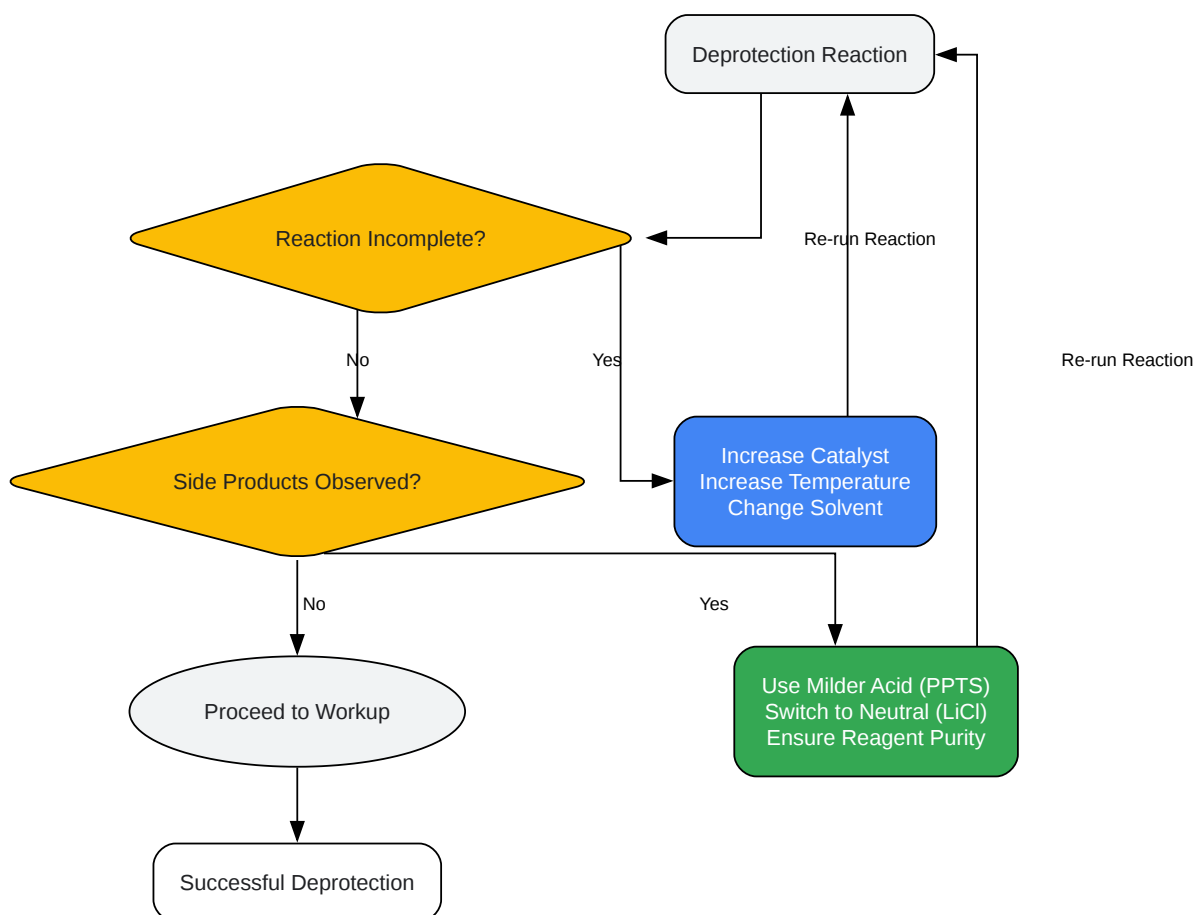 Deprotection Reaction
Reaction Incomplete?
Re-run Reaction
No
Yes
Re-run Reaction
Side Products Observed?
Increase Catalyst
Increase Temperature
Change Solvent
No
Yes
Use Milder Acid (PPTS)
Switch to Neutral (LiCl)
Ensure Reagent Purity
Proceed to Workup
Successful Deprotection